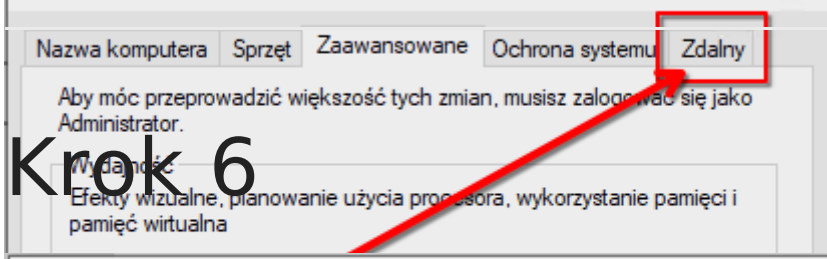 Nazwa komputera Sprzęt Zaawansowane Ochrona systemu Zdalny
Aby móc przeprowadzić większość tych zmian, musisz zalogować się jako
Administrator.
Wydajność
Krok 6
Efekty wizualne, planowanie użycia procesora, wykorzystanie pamięci i
pamięć wirtualna